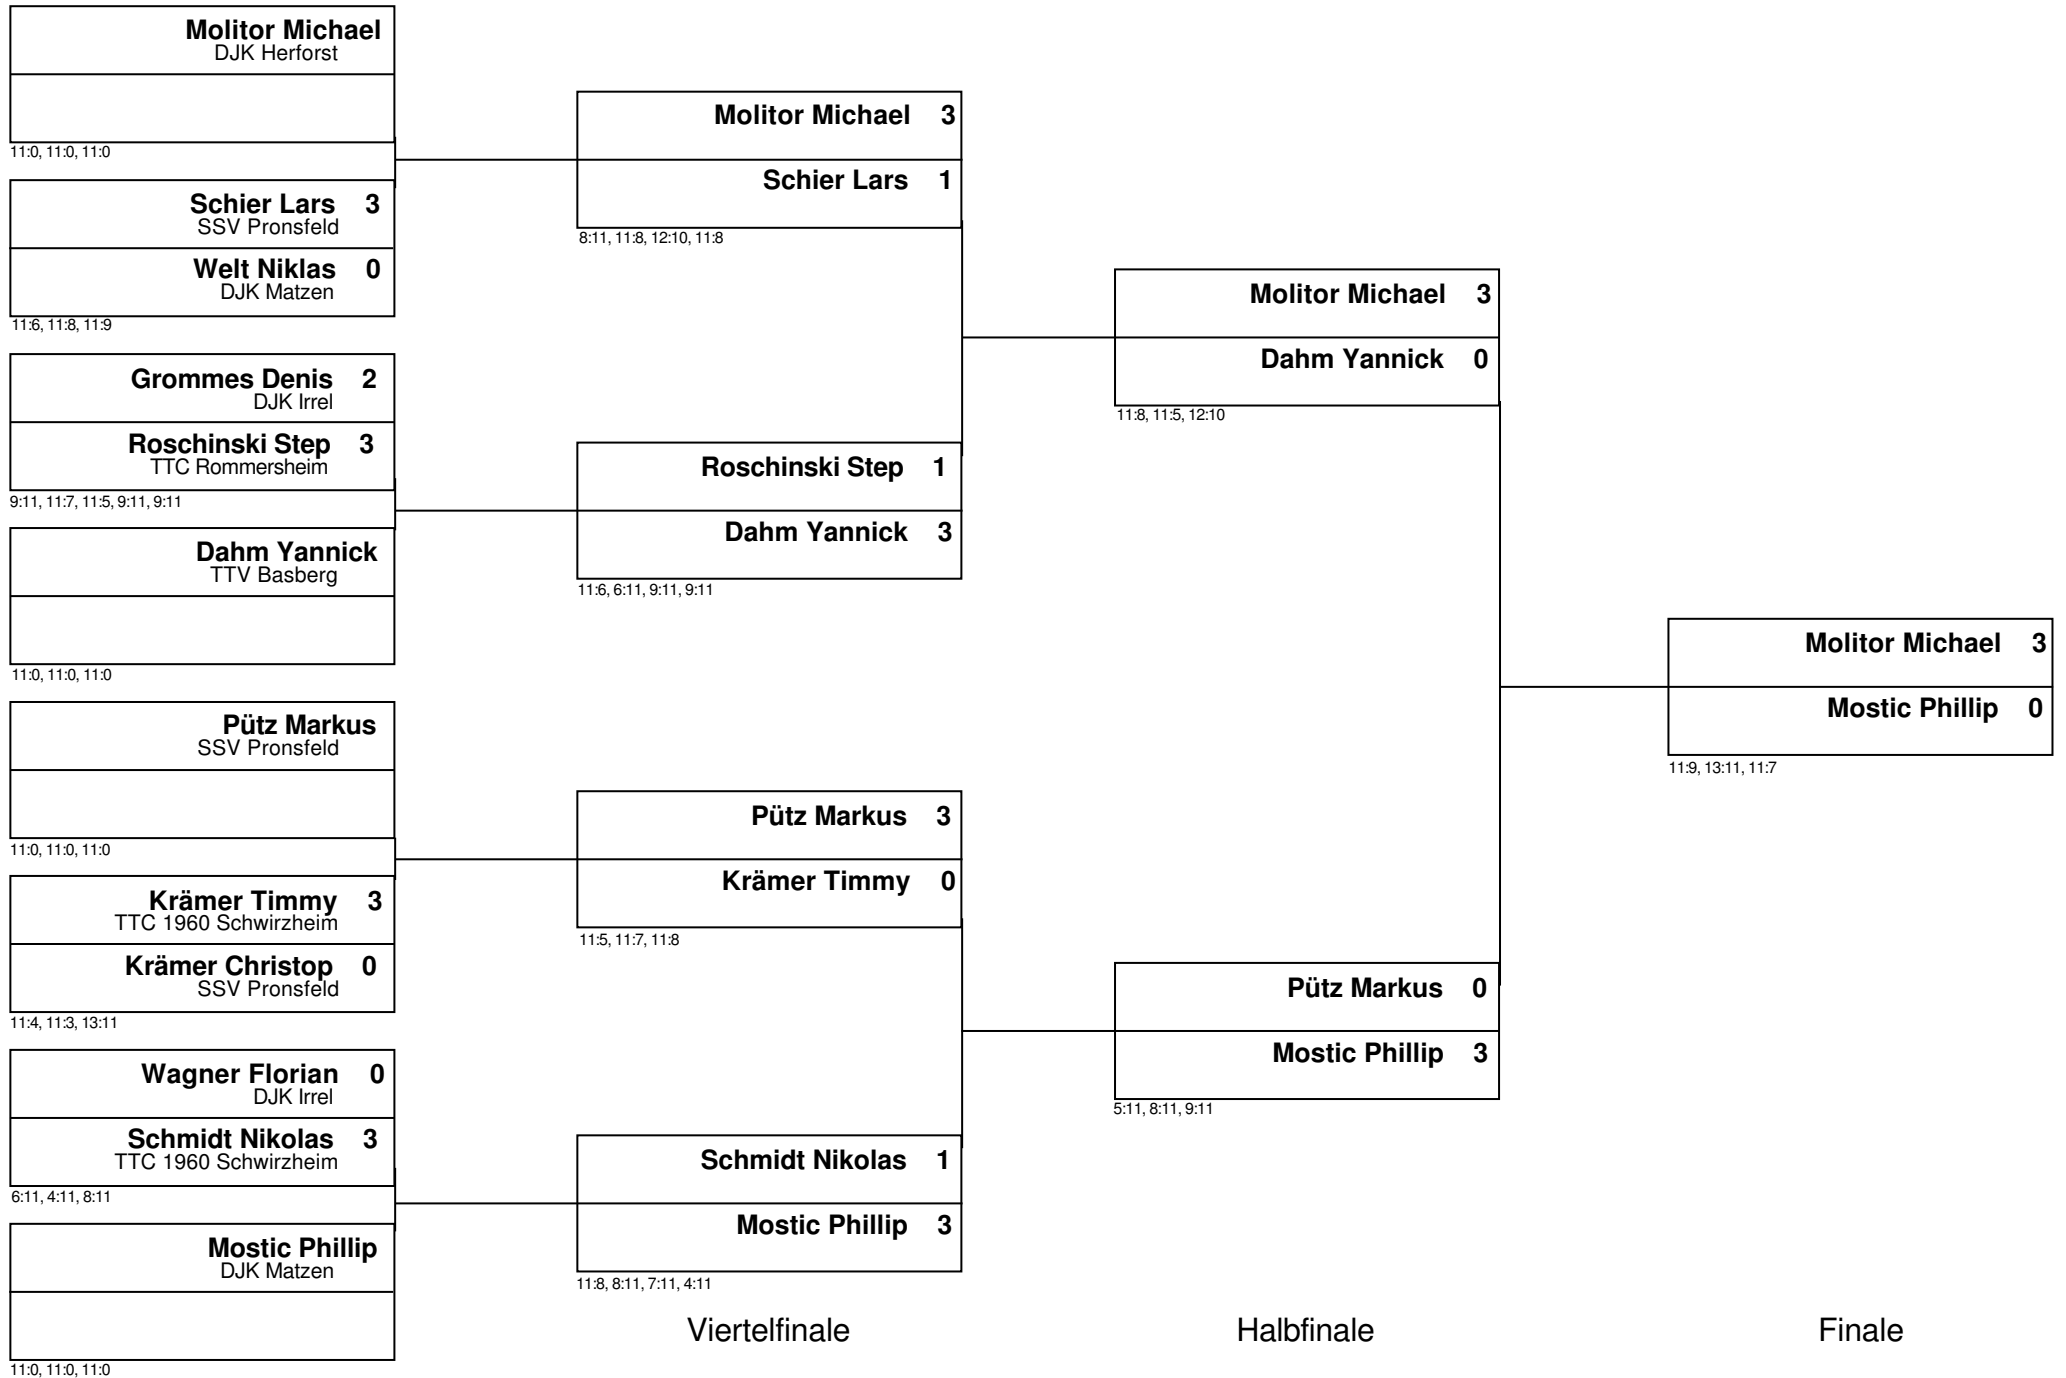 Molitor Michael
DJK Herforst
11:0, 11:0, 11:0
Schier Lars 3
SSV Pronsfeld
Welt Niklas 0
DJK Matzen
11:6, 11:8, 11:9
Grommes Denis 2
DJK Irrel
Roschinski Step 3
TTC Rommersheim
9:11, 11:7, 11:5, 9:11, 9:11
Dahm Yannick
TTV Basberg
11:0, 11:0, 11:0
Pütz Markus
SSV Pronsfeld
11:0, 11:0, 11:0
Krämer Timmy 3
TTC 1960 Schwirzheim
Krämer Christop 0
SSV Pronsfeld
11:4, 11:3, 13:11
Wagner Florian 0
DJK Irrel
Schmidt Nikolas 3
TTC 1960 Schwirzheim
6:11, 4:11, 8:11
Mostic Phillip
DJK Matzen
11:0, 11:0, 11:0
Molitor Michael 3
Schier Lars 1
8:11, 11:8, 12:10, 11:8
Roschinski Step 1
Dahm Yannick 3
11:6, 6:11, 9:11, 9:11
Pütz Markus 3
Krämer Timmy 0
11:5, 11:7, 11:8
Schmidt Nikolas 1
Mostic Phillip 3
11:8, 8:11, 7:11, 4:11
Viertelfinale
Molitor Michael 3
Dahm Yannick 0
11:8, 11:5, 12:10
Pütz Markus 0
Mostic Phillip 3
5:11, 8:11, 9:11
Halbfinale
Molitor Michael 3
Mostic Phillip 0
11:9, 13:11, 11:7
Finale